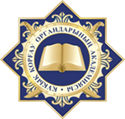 ҚҰҚЫҚ ҚОРҒАУ ОРГАНДАРЫНЫҢ АКАДЕМИЯСЫ